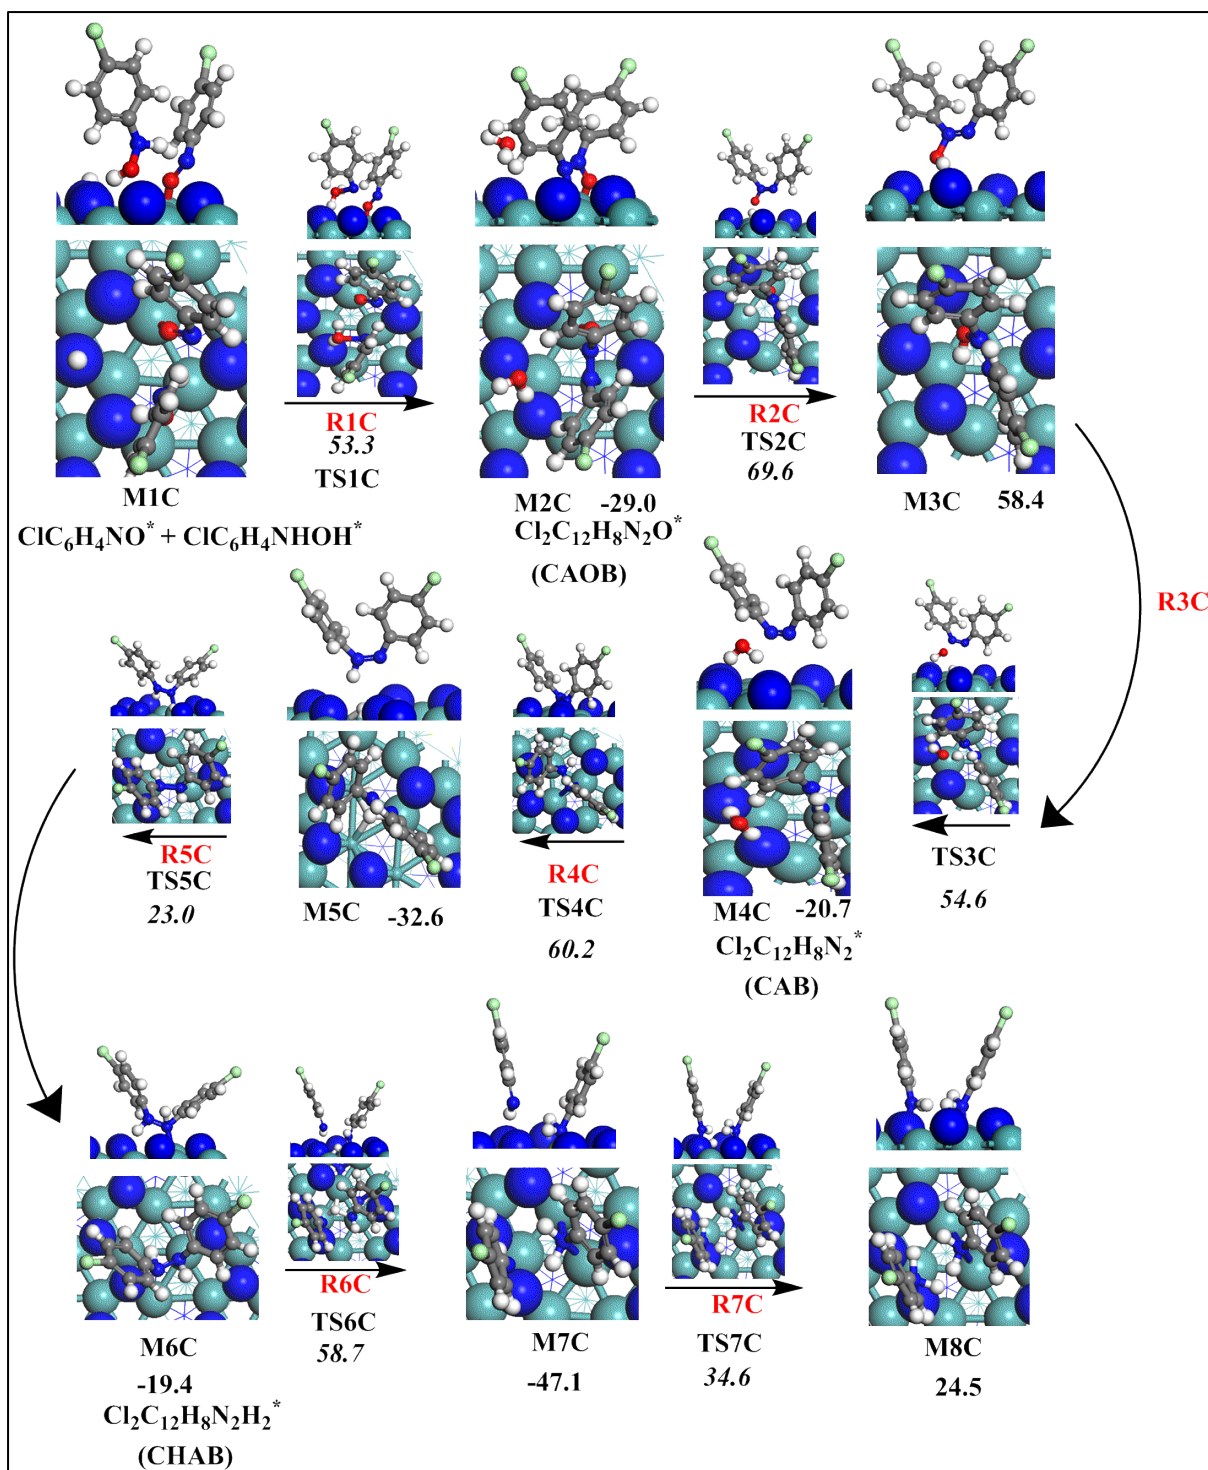 R1C
53.3
TS1C
M1C
ClC₆H₄NO* + ClC₆H₄NHOH*
M2C -29.0
Cl₂C₁₂H₈N₂O*
(CAOB)
R2C
TS2C
69.6
M3C 58.4
R3C
TS3C
54.6
M4C -20.7
Cl₂C₁₂H₈N₂*
(CAB)
R4C
TS4C
60.2
M5C -32.6
R5C
TS5C
23.0
M6C
-19.4
Cl₂C₁₂H₈N₂H₂*
(CHAB)
R6C
TS6C
58.7
M7C
-47.1
R7C
TS7C
34.6
M8C
24.5